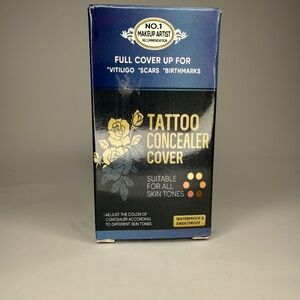 NO.1
MAKEUP ARTIST
RECOMMENDATION
FULL COVER UP FOR
*VITILIGO *SCARS *BIRTHMARKS
TATTOO
CONCEALER
COVER
SUITABLE
FOR ALL
SKIN TONES
•ADJUST THE COLOR OF
CONCEALER ACCORDING
TO DIFFERENT SKIN TONES
WATERPROOF &
SWEATPROOF